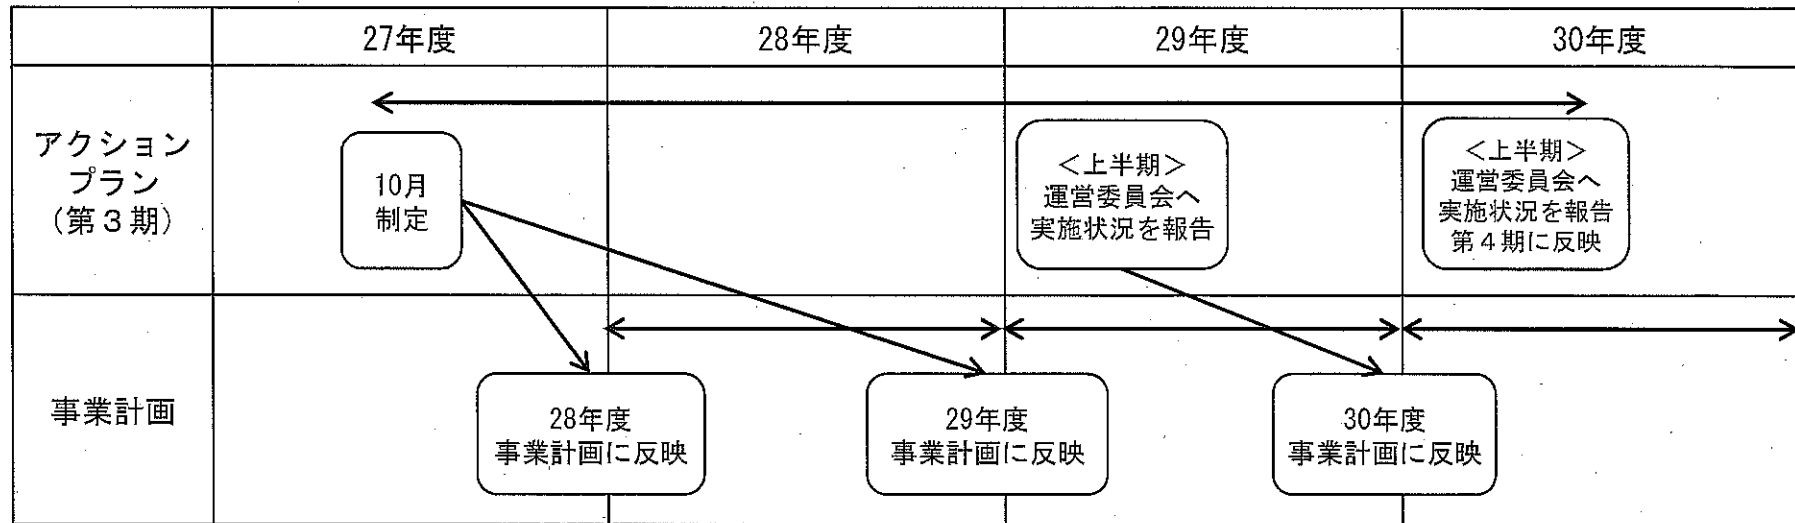 27年度
28年度
29年度
30年度
アクション
プラン
（第３期）
10月
制定
＜上半期＞
運営委員会へ
実施状況を報告
＜上半期＞
運営委員会へ
実施状況を報告
第４期に反映
事業計画
28年度
事業計画に反映
29年度
事業計画に反映
30年度
事業計画に反映